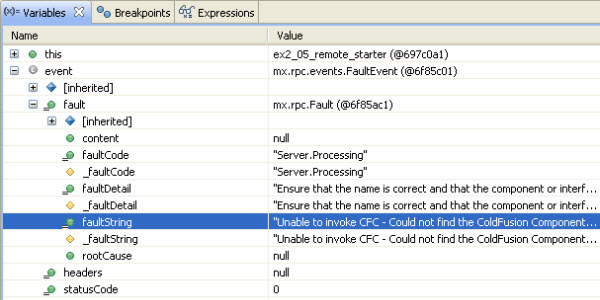 (x)= Variables Breakpoints Expressions
Name Value
this ex2_05_remote_starter (@697c0a1)
event mx.rpc.events.FaultEvent (@6f85c01)
[inherited]
fault mx.rpc.Fault (@6f85ac1)
[inherited]
content null
faultCode "Server.Processing"
_faultCode "Server.Processing"
faultDetail "Ensure that the name is correct and that the component or interf...
_faultDetail "Ensure that the name is correct and that the component or interf...
faultString "Unable to invoke CFC - Could not find the ColdFusion Component...
_faultString "Unable to invoke CFC - Could not find the ColdFusion Component...
rootCause null
headers null
statusCode 0